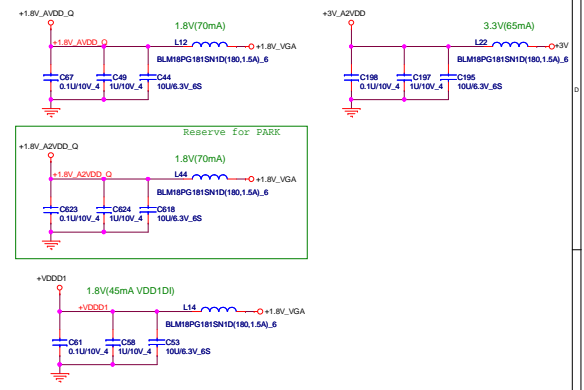 +1.8V_AVDD_Q
1.8V(70mA)
+1.8V_AVDD_Q
L12
+1.8V_VGA
BLM18PG181SN1D(180,1.5A)_6
C67
0.1U/10V_4
C49
1U/10V_4
C44
10U/6.3V_6S
+3V_A2VDD
3.3V(65mA)
L22
+3V
BLM18PG181SN1D(180,1.5A)_6
C198
0.1U/10V_4
C197
1U/10V_4
C195
10U/6.3V_6S
D
Reserve for PARK
+1.8V_A2VDD_Q
1.8V(70mA)
+1.8V_A2VDD_Q
L44
+1.8V_VGA
BLM18PG181SN1D(180,1.5A)_6
C623
0.1U/10V_4
C624
1U/10V_4
C618
10U/6.3V_6S
+VDDD1
1.8V(45mA VDD1DI)
+VDDD1
L14
+1.8V_VGA
BLM18PG181SN1D(180,1.5A)_6
C61
0.1U/10V_4
C58
1U/10V_4
C53
10U/6.3V_6S